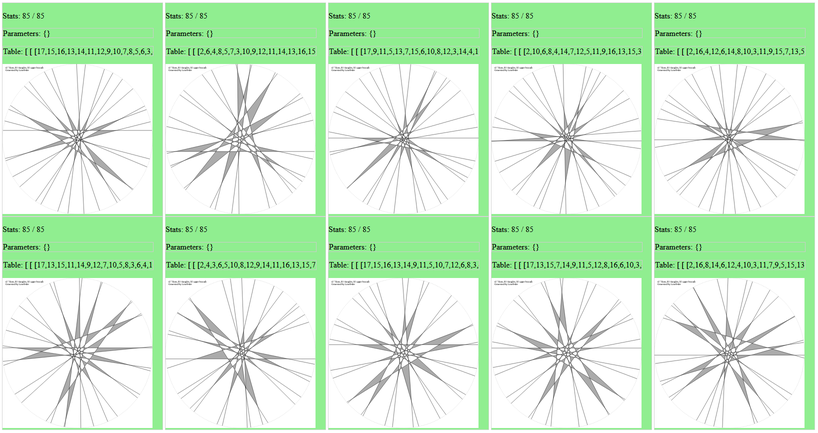 Stats: 85 / 85
Parameters: {}
Table: [ [ [17,15,16,13,14,11,12,9,10,7,8,5,6,3,
Stats: 85 / 85
Parameters: {}
Table: [ [ [2,6,4,8,5,7,3,10,9,12,11,14,13,16,15
Stats: 85 / 85
Parameters: {}
Table: [ [ [17,9,11,5,13,7,15,6,10,8,12,3,14,4,1
Stats: 85 / 85
Parameters: {}
Table: [ [ [2,10,6,8,4,14,7,12,5,11,9,16,13,15,3
Stats: 85 / 85
Parameters: {}
Table: [ [ [2,16,4,12,6,14,8,10,3,11,9,15,7,13,5
Stats: 85 / 85
Parameters: {}
Table: [ [ [17,13,15,11,14,9,12,7,10,5,8,3,6,4,1
Stats: 85 / 85
Parameters: {}
Table: [ [ [2,4,3,6,5,10,8,12,9,14,11,16,13,15,7
Stats: 85 / 85
Parameters: {}
Table: [ [ [17,15,16,13,14,9,11,5,10,7,12,6,8,3,
Stats: 85 / 85
Parameters: {}
Table: [ [ [17,13,15,7,14,9,11,5,12,8,16,6,10,3,
Stats: 85 / 85
Parameters: {}
Table: [ [ [2,16,8,14,6,12,4,10,3,11,7,9,5,15,13